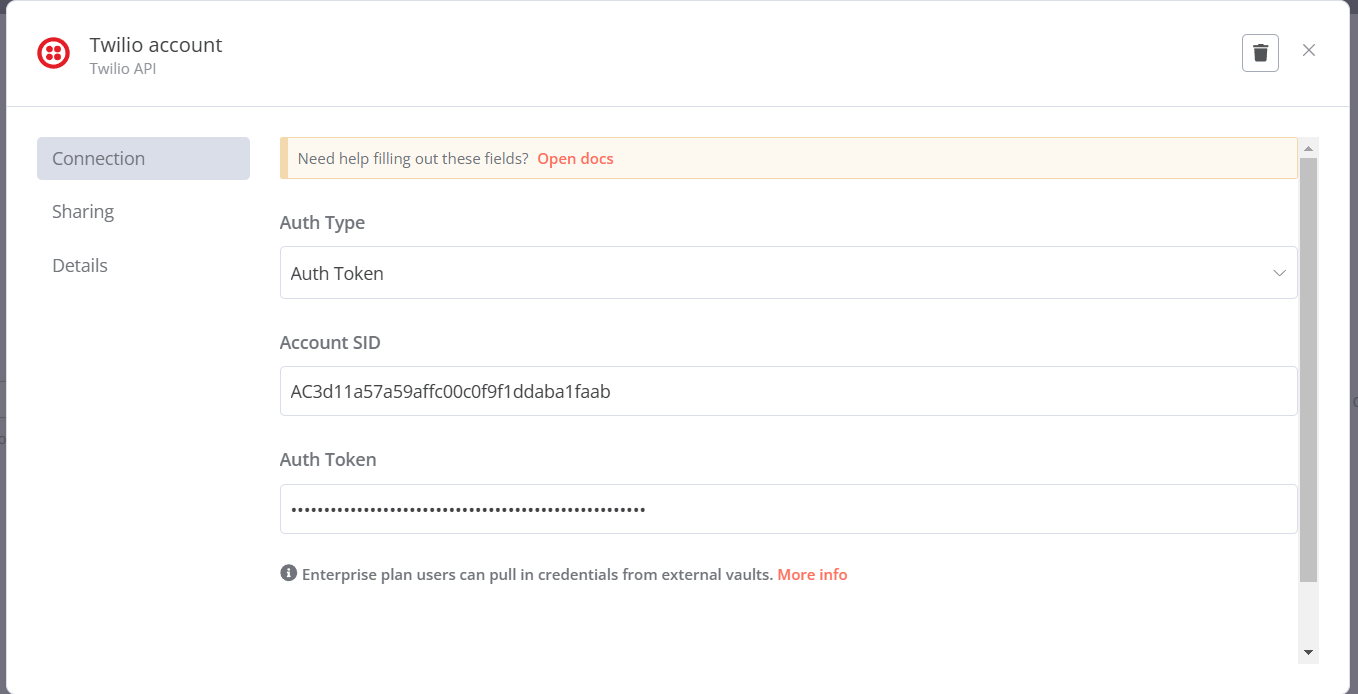 Twilio account
Twilio API
Connection
Sharing
Details
Need help filling out these fields? Open docs
Auth Type
Auth Token
Account SID
AC3d11a57a59affc00c0f9f1ddaba1faab
Auth Token
••••••••••••••••••••••••••••••••••••••••••••••••••••••
Enterprise plan users can pull in credentials from external vaults. More info